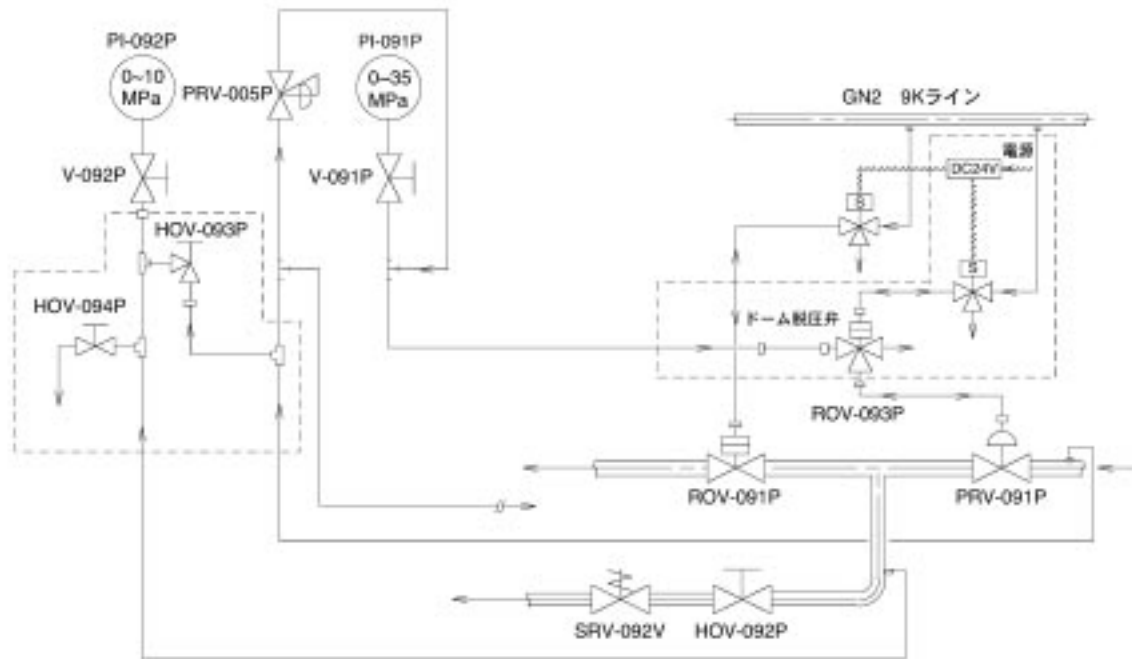 PI-092P
0~10
MPa
PRV-005P
PI-091P
0~35
MPa
GN2 9Kライン
電源
DC24V
V-092P
V-091P
HOV-093P
HOV-094P
ドーム脱圧弁
ROV-093P
ROV-091P
PRV-091P
SRV-092V
HOV-092P